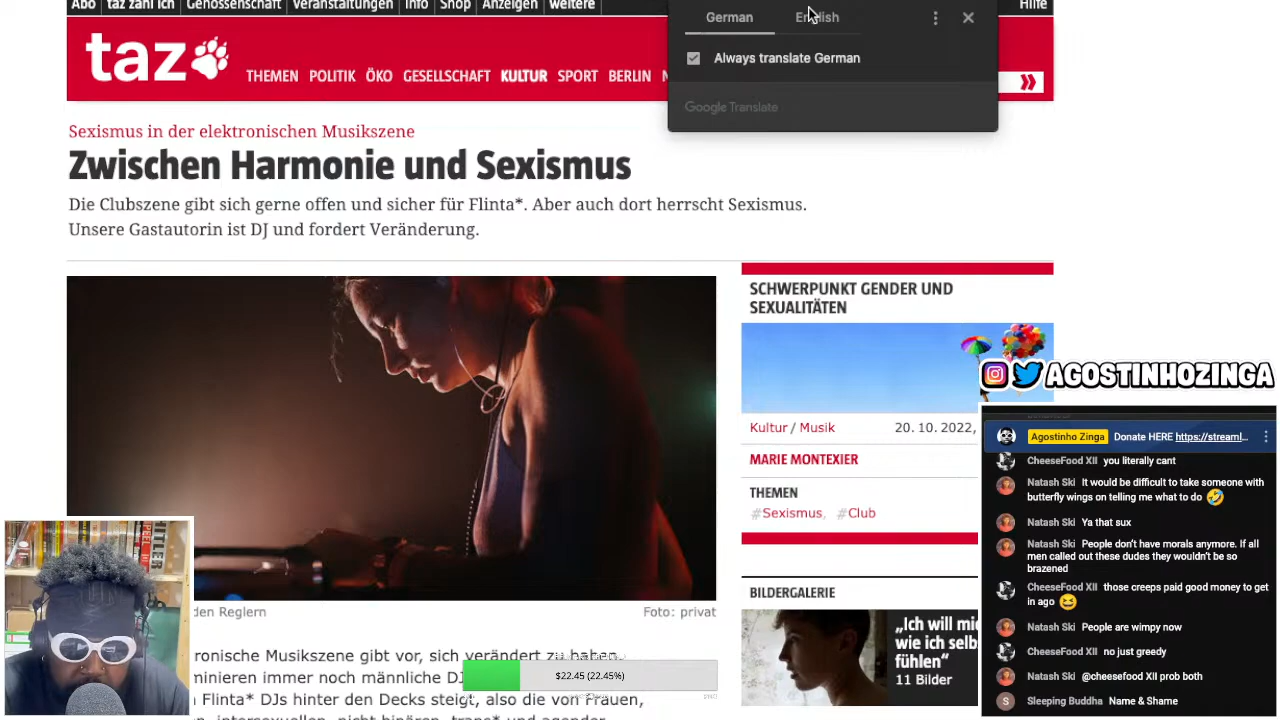 Abo taz zahl ich Genossenschaft Veranstaltungen Info Shop Anzeigen weitere Hilfe
German English
Always translate German
Google Translate
taz
THEMEN POLITIK ÖKO GESELLSCHAFT KULTUR SPORT BERLIN
Sexismus in der elektronischen Musikszene
Zwischen Harmonie und Sexismus
Die Clubszene gibt sich gerne offen und sicher für Flinta*. Aber auch dort herrscht Sexismus.
Unsere Gastautorin ist DJ und fordert Veränderung.
SCHWERPUNKT GENDER UND
SEXUALITÄTEN
Kultur / Musik 20. 10. 2022,
MARIE MONTEXIER
THEMEN
#Sexismus, #Club
BILDERGALERIE
„Ich will
wie ich
fühlen“
11 Bilder
den Reglern Foto: privat
gibt vor, sich verändert zu haben,
immer noch männliche
Flinta* DJs hinter den Decks steigt, also die von Frauen,
intersexuellen, nicht-binären, trans* und agender
$22.45 (22.45%)
AGOSTINHOZINGA
Agostinho Zinga Donate HERE https://streaml...
CheeseFood XII you literally cant
Natash Ski It would be difficult to take someone with
butterfly wings on telling me what to do
Natash Ski Ya that sux
Natash Ski People don't have morals anymore. If all
men called out these dudes they wouldn't be so
brazened
CheeseFood XII those creeps paid good money to get
in ago
Natash Ski People are wimpy now
CheeseFood XII no just greedy
Natash Ski @cheesefood XII prob both
S Sleeping Buddha Name & Shame